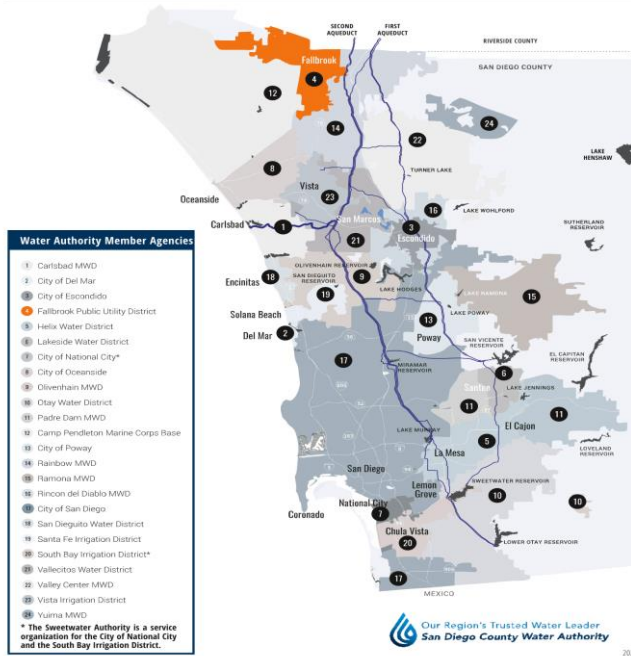 SECOND
AQUEDUCT
FIRST
AQUEDUCT
RIVERSIDE COUNTY
SAN DIEGO COUNTY
Fallbrook
4
12
24
14
22
LAKE
HENSHAW
8
TURNER LAKE
Vista
Oceanside
23
16
LAKE WOHLFORD
San Marcos
3
Carlsbad
1
Escondido
SUTHERLAND
RESERVOIR
21
OLIVENHAIN RESERVOIR
18
SAN DIEGUITO
RESERVOIR
9
Encinitas
LAKE HODGES
19
LAKE RAMONA
15
Solana Beach
LAKE POWAY
13
Del Mar
2
Poway
SAN VICENTE
RESERVOIR
17
MIRAMAR
RESERVOIR
EL CAPITAN
RESERVOIR
6
Santee
LAKE JENNINGS
11
11
LAKE MURRAY
El Cajon
5
La Mesa
LOVELAND
RESERVOIR
San Diego
Lemon
Grove
SWEETWATER RESERVOIR
10
10
National City
Coronado
7
Chula Vista
20
LOWER OTAY RESERVOIR
17
MEXICO
Water Authority Member Agencies
1 Carlsbad MWD
2 City of Del Mar
3 City of Escondido
4 Fallbrook Public Utility District
5 Helix Water District
6 Lakeside Water District
7 City of National City*
8 City of Oceanside
9 Olivenhain MWD
10 Otay Water District
11 Padre Dam MWD
12 Camp Pendleton Marine Corps Base
13 City of Poway
14 Rainbow MWD
15 Ramona MWD
16 Rincon del Diablo MWD
17 City of San Diego
18 San Dieguito Water District
19 Santa Fe Irrigation District
20 South Bay Irrigation District*
21 Vallecitos Water District
22 Valley Center MWD
23 Vista Irrigation District
24 Yuima MWD
* The Sweetwater Authority is a service
organization for the City of National City
and the South Bay Irrigation District.
Our Region's Trusted Water Leader
San Diego County Water Authority